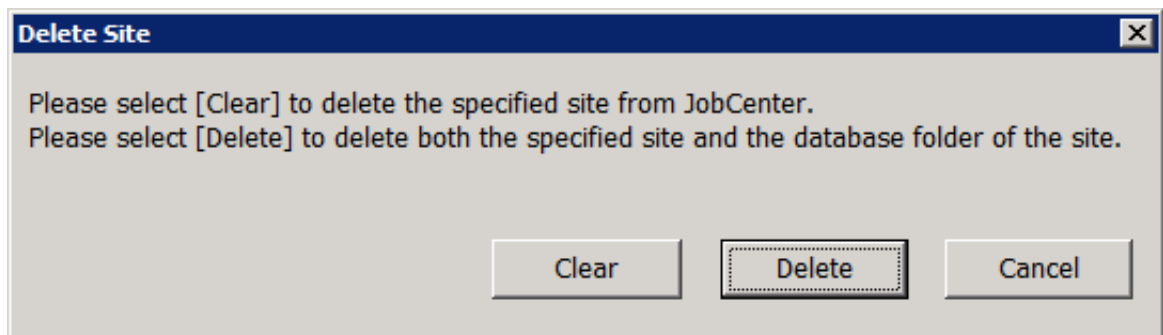 Delete Site
Please select [Clear] to delete the specified site from JobCenter.
Please select [Delete] to delete both the specified site and the database folder of the site.
Clear Delete Cancel